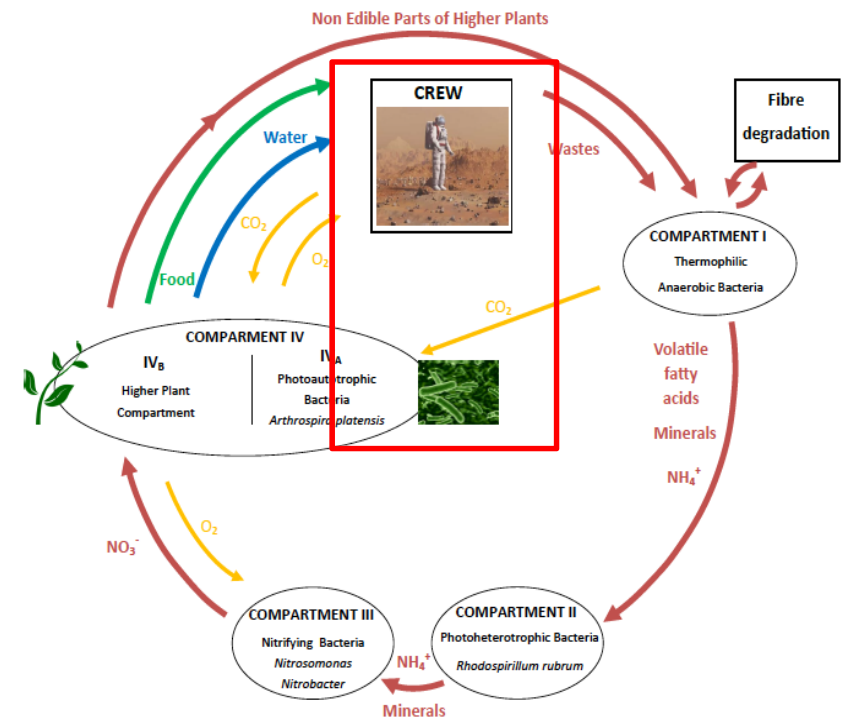 Non Edible Parts of Higher Plants
CREW
Fibre
degradation
Water
Wastes
CO₂
O₂
Food
COMPARTMENT I
Thermophilic
Anaerobic Bacteria
CO₂
COMPARMENT IV
IV_B
Higher Plant
Compartment
IV_A
Photoautotrophic
Bacteria
Arthrospira platensis
Volatile
fatty
acids
Minerals
NH₄⁺
O₂
NO₃⁻
COMPARTMENT III
Nitrifying Bacteria
Nitrosomonas
Nitrobacter
COMPARTMENT II
Photoheterotrophic Bacteria
Rhodospirillum rubrum
NH₄⁺
Minerals